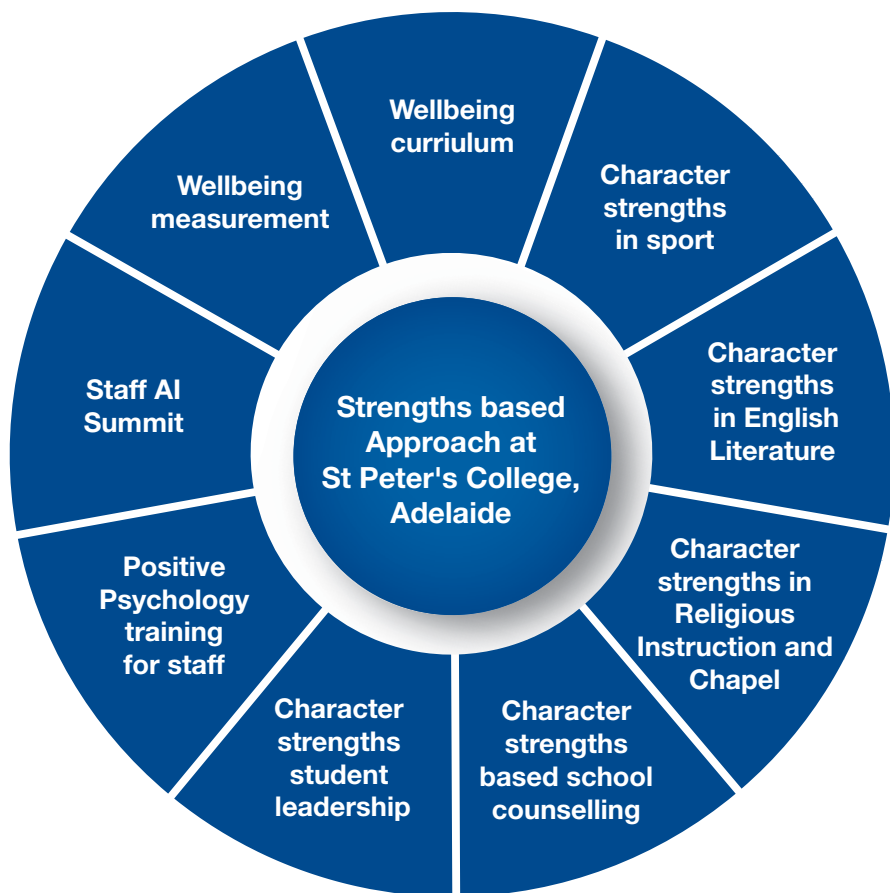 Wellbeing
curriulum
Character
strengths
in sport
Character
strengths
in English
Literature
Character
strengths in
Religious
Instruction and
Chapel
Character
strengths
based school
counselling
Character
strengths
student
leadership
Positive
Psychology
training
for staff
Staff AI
Summit
Wellbeing
measurement
Strengths based
Approach at
St Peter's College,
Adelaide